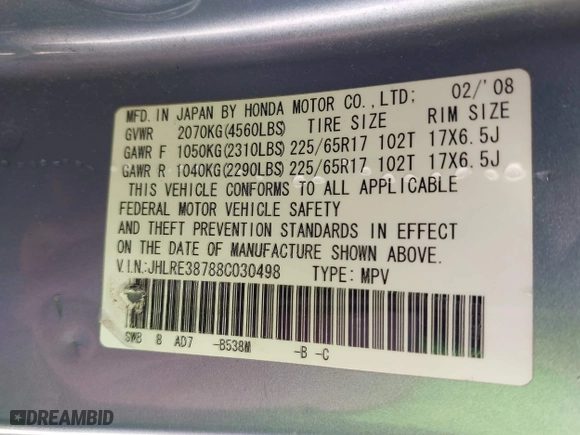 MFD. IN JAPAN BY HONDA MOTOR CO.,LTD; 02/'08
GVWR 2070KG(4560LBS) TIRE SIZE RIM SIZE
GAWR F 1050KG(2310LBS) 225/65R17 102T 17X6.5J
GAWR R 1040KG(2290LBS) 225/65R17 102T 17X6.5J
THIS VEHICLE CONFORMS TO ALL APPLICABLE
FEDERAL MOTOR VEHICLE SAFETY
AND THEFT PREVENTION STANDARDS IN EFFECT
ON THE DATE OF MANUFACTURE SHOWN ABOVE.
V.I.N.:JHLRE38788C030498 TYPE: MPV
SWB 8 AD7 -B538M -B -C
DREAMBID